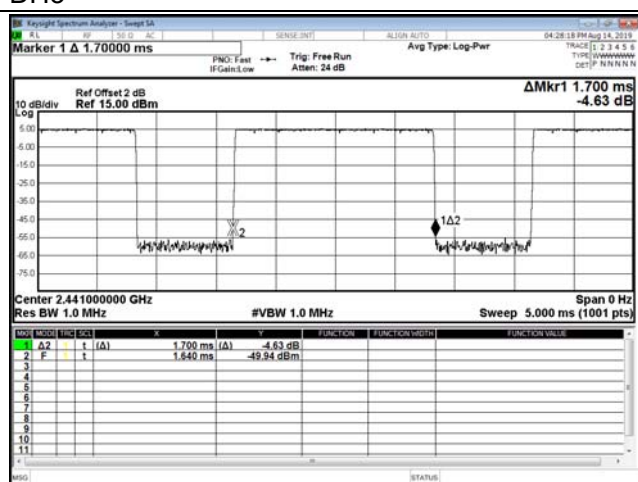 Keysight Spectrum Analyzer - Swept SA
RL RF 50 Ω AC SENSE:INT ALIGN AUTO 04:28:18 PM Aug 14, 2019
Marker 1 Δ 1.70000 ms
PNO: Fast Trig: Free Run Avg Type: Log-Pwr TRACE 1 2 3 4 5 6
IFGain:Low Atten: 24 dB TYPE WWWWWW
DET P N N N N N
ΔMkr1 1.700 ms
-4.63 dB
Ref Offset 2 dB
10 dB/div Ref 15.00 dBm
Log
5.00
-5.00
-15.0
-25.0
-35.0
-45.0
-55.0
-65.0
-75.0
1Δ2
2
Center 2.441000000 GHz Span 0 Hz
Res BW 1.0 MHz #VBW 1.0 MHz Sweep 5.000 ms (1001 pts)
MKR MODE TRC SCL X Y FUNCTION FUNCTION WIDTH FUNCTION VALUE
1 Δ2 1 t (Δ) 1.700 ms (Δ) -4.63 dB
2 F 1 t 1.640 ms -49.94 dBm
3
4
5
6
7
8
9
10
11
MSG STATUS